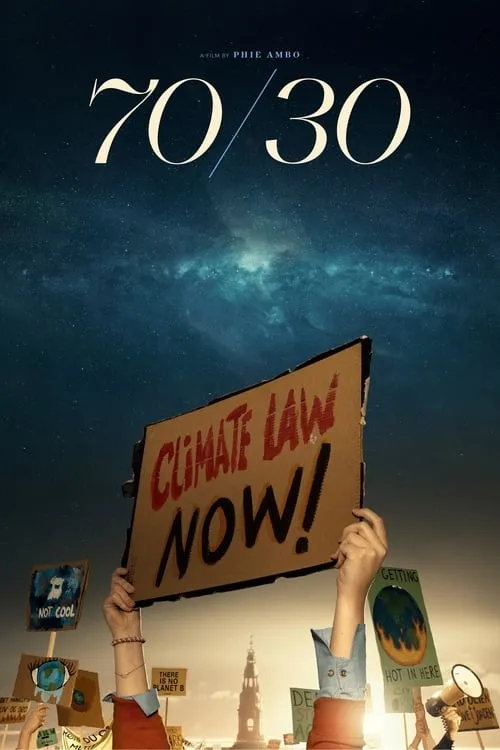 A FILM BY PHIE AMBO
70/30
CLIMATE LAW
NOW!
NOT COOL
GETTING
HOT IN HERE
THERE
IS NO
PLANET B